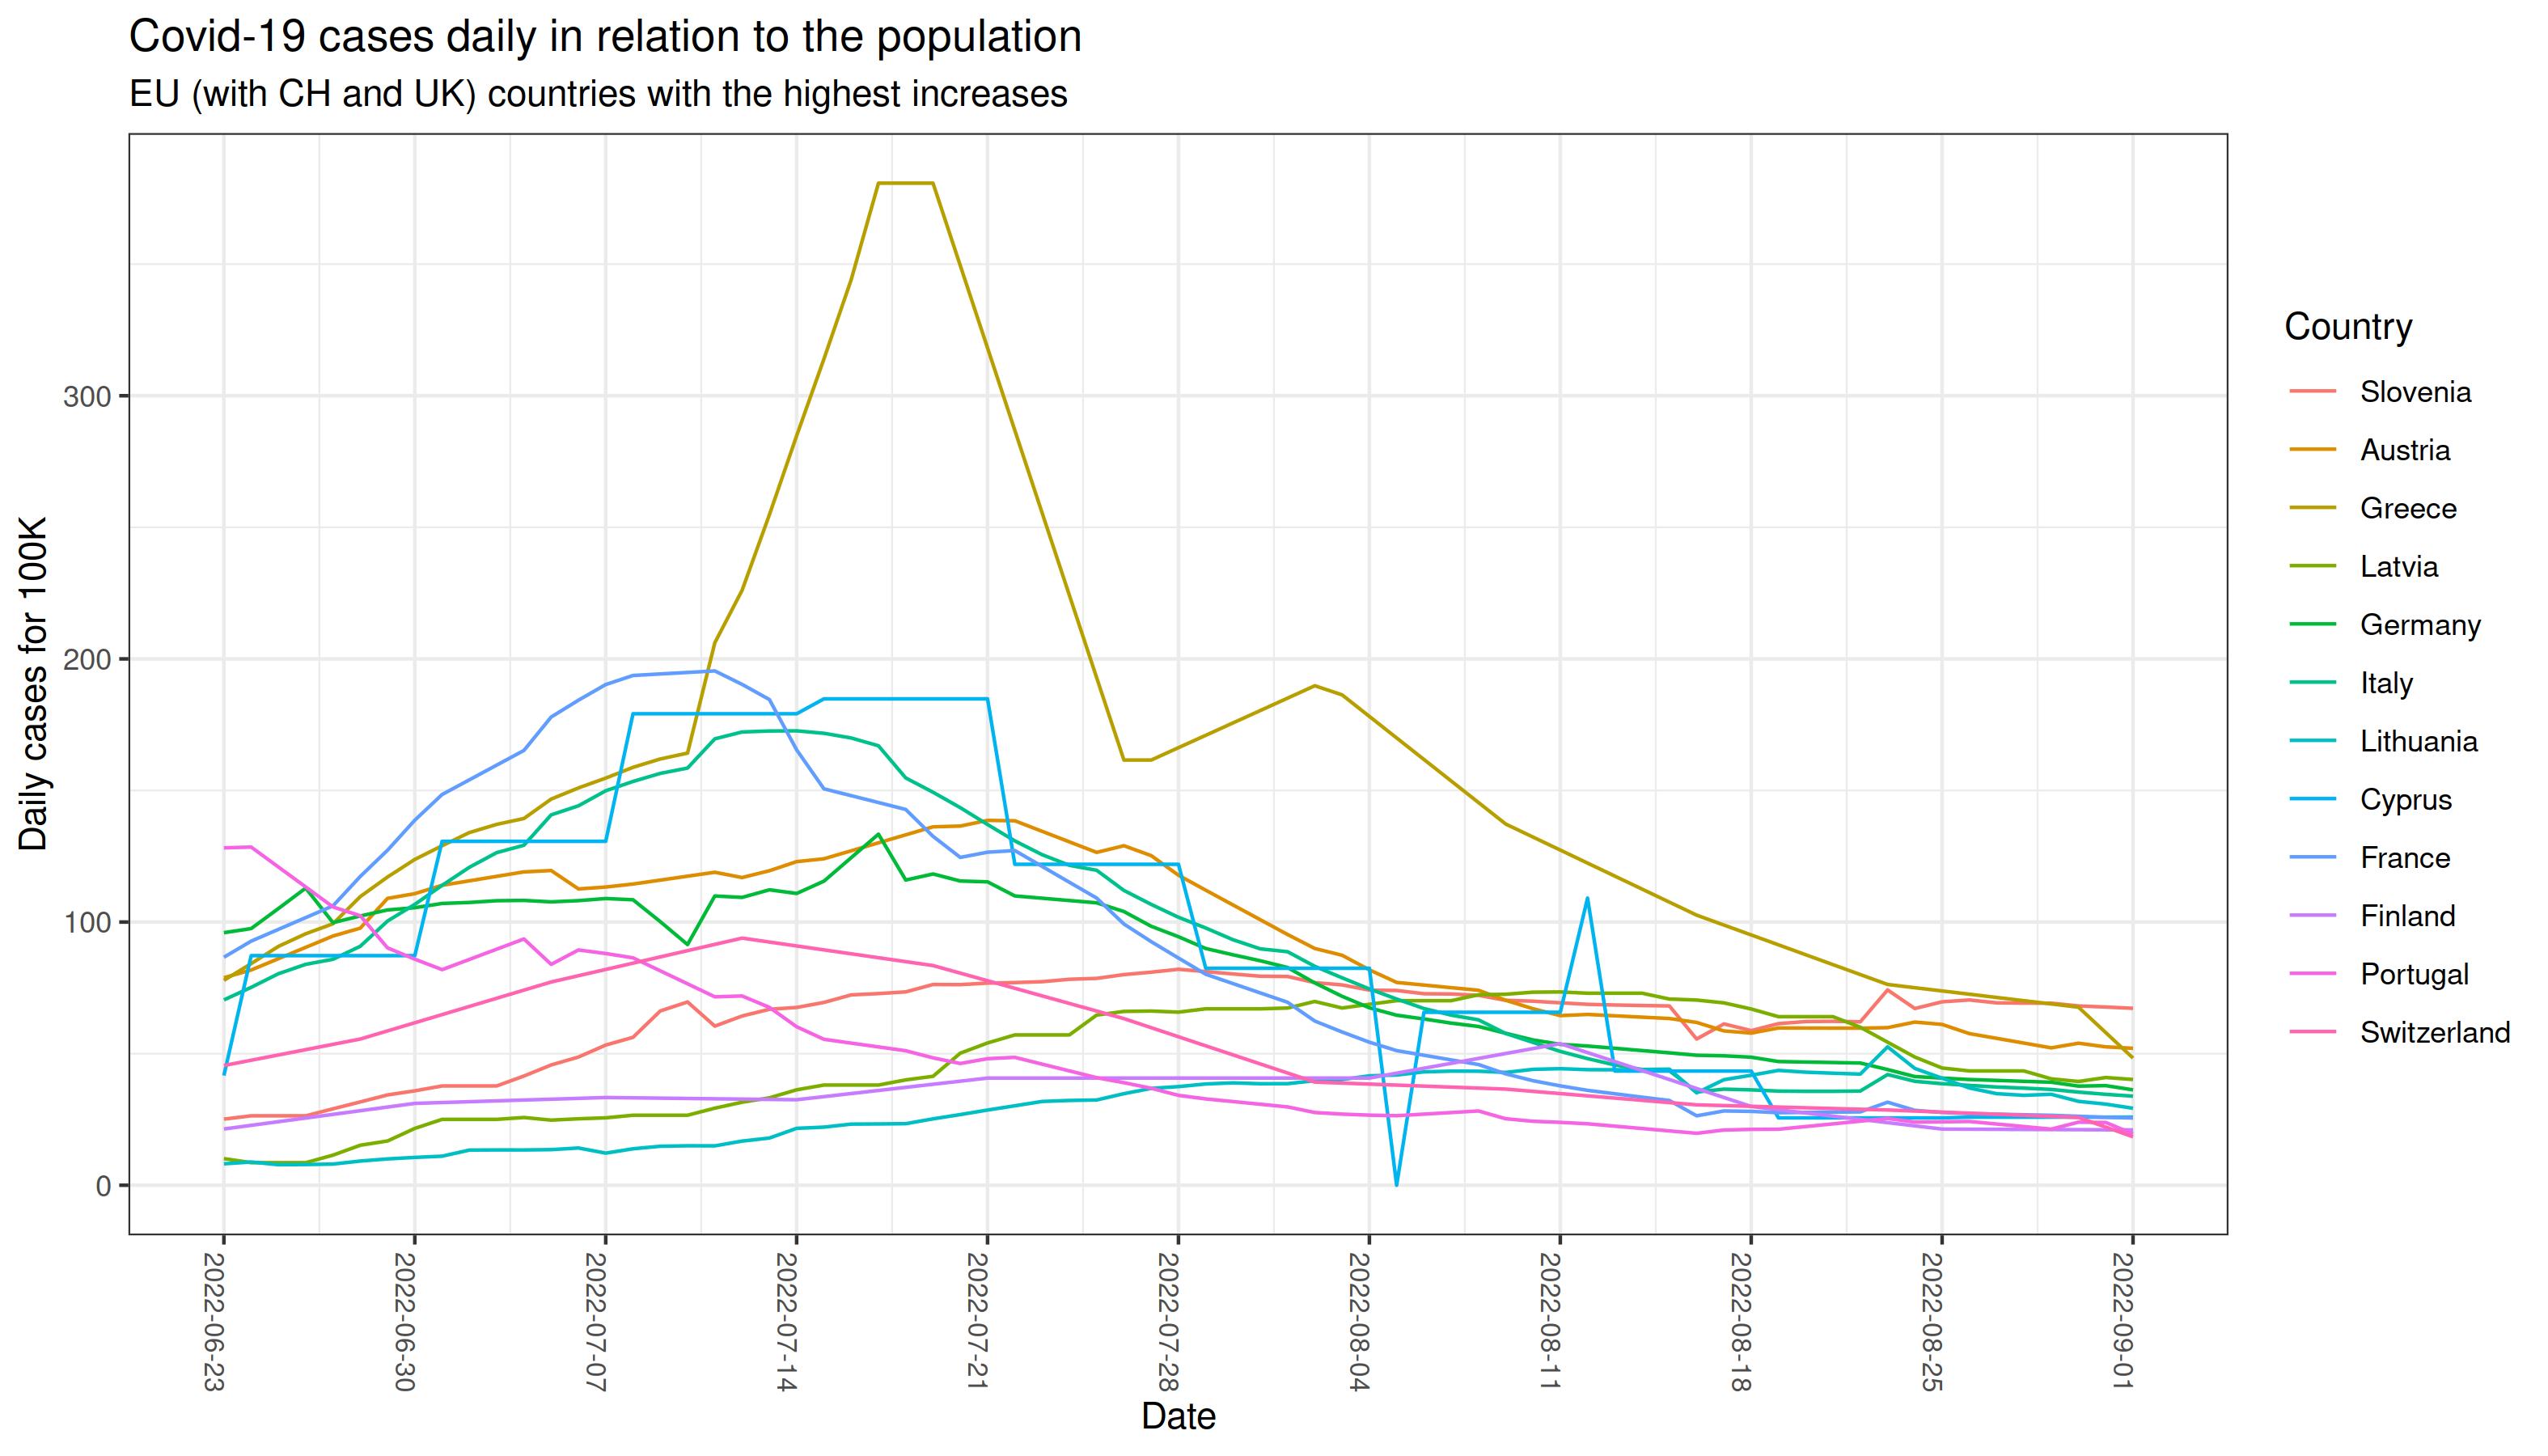 Covid-19 cases daily in relation to the population
EU (with CH and UK) countries with the highest increases
Daily cases for 100K
300
200
100
0
2022-06-23
2022-06-30
2022-07-07
2022-07-14
2022-07-21
2022-07-28
2022-08-04
2022-08-11
2022-08-18
2022-08-25
2022-09-01
Date
Country
Slovenia
Austria
Greece
Latvia
Germany
Italy
Lithuania
Cyprus
France
Finland
Portugal
Switzerland